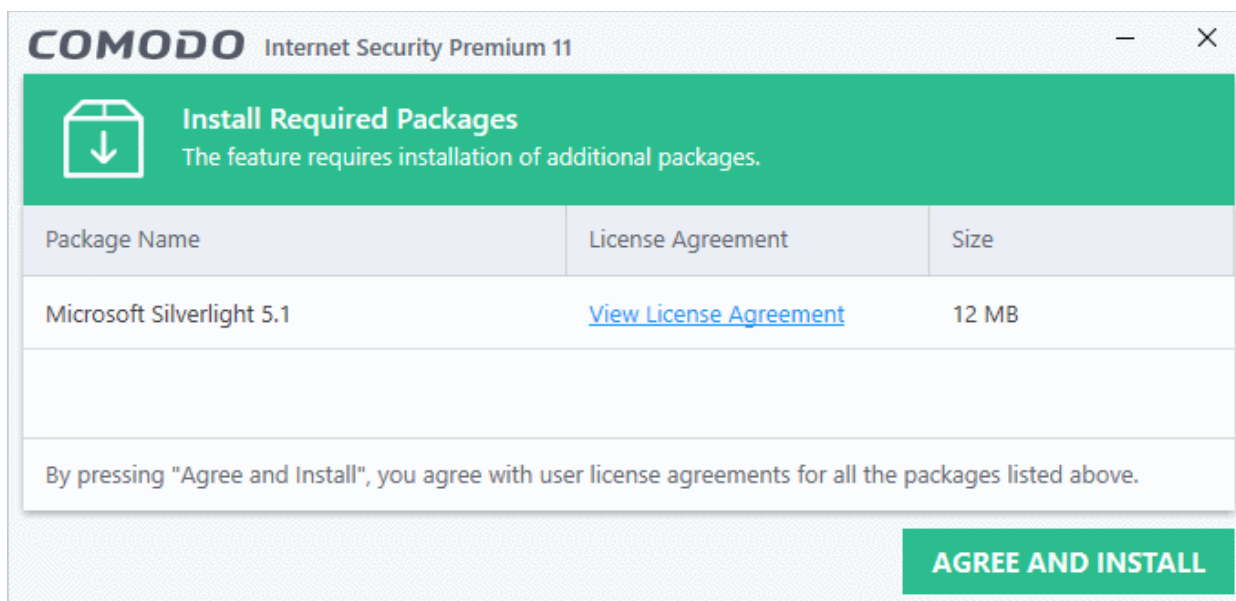 COMODO Internet Security Premium 11
Install Required Packages
The feature requires installation of additional packages.
Package Name License Agreement Size
Microsoft Silverlight 5.1 View License Agreement 12 MB
By pressing "Agree and Install", you agree with user license agreements for all the packages listed above.
AGREE AND INSTALL